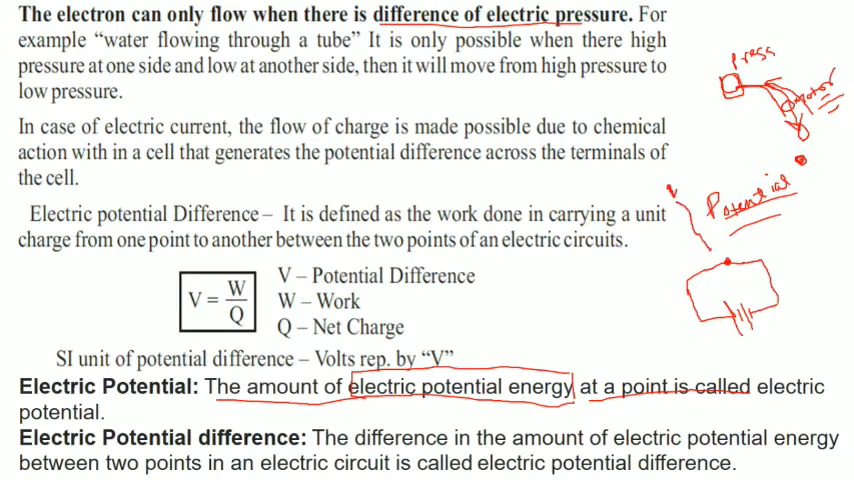 The electron can only flow when there is difference of electric pressure. For
example “water flowing through a tube” It is only possible when there high
pressure at one side and low at another side, then it will move from high pressure to
low pressure.
In case of electric current, the flow of charge is made possible due to chemical
action with in a cell that generates the potential difference across the terminals of
the cell.
Electric potential Difference – It is defined as the work done in carrying a unit
charge from one point to another between the two points of an electric circuits.
V = W/Q
V – Potential Difference
W – Work
Q – Net Charge
SI unit of potential difference – Volts rep. by “V”
Electric Potential: The amount of electric potential energy at a point is called electric
potential.
Electric Potential difference: The difference in the amount of electric potential energy
between two points in an electric circuit is called electric potential difference.
Press
Potential